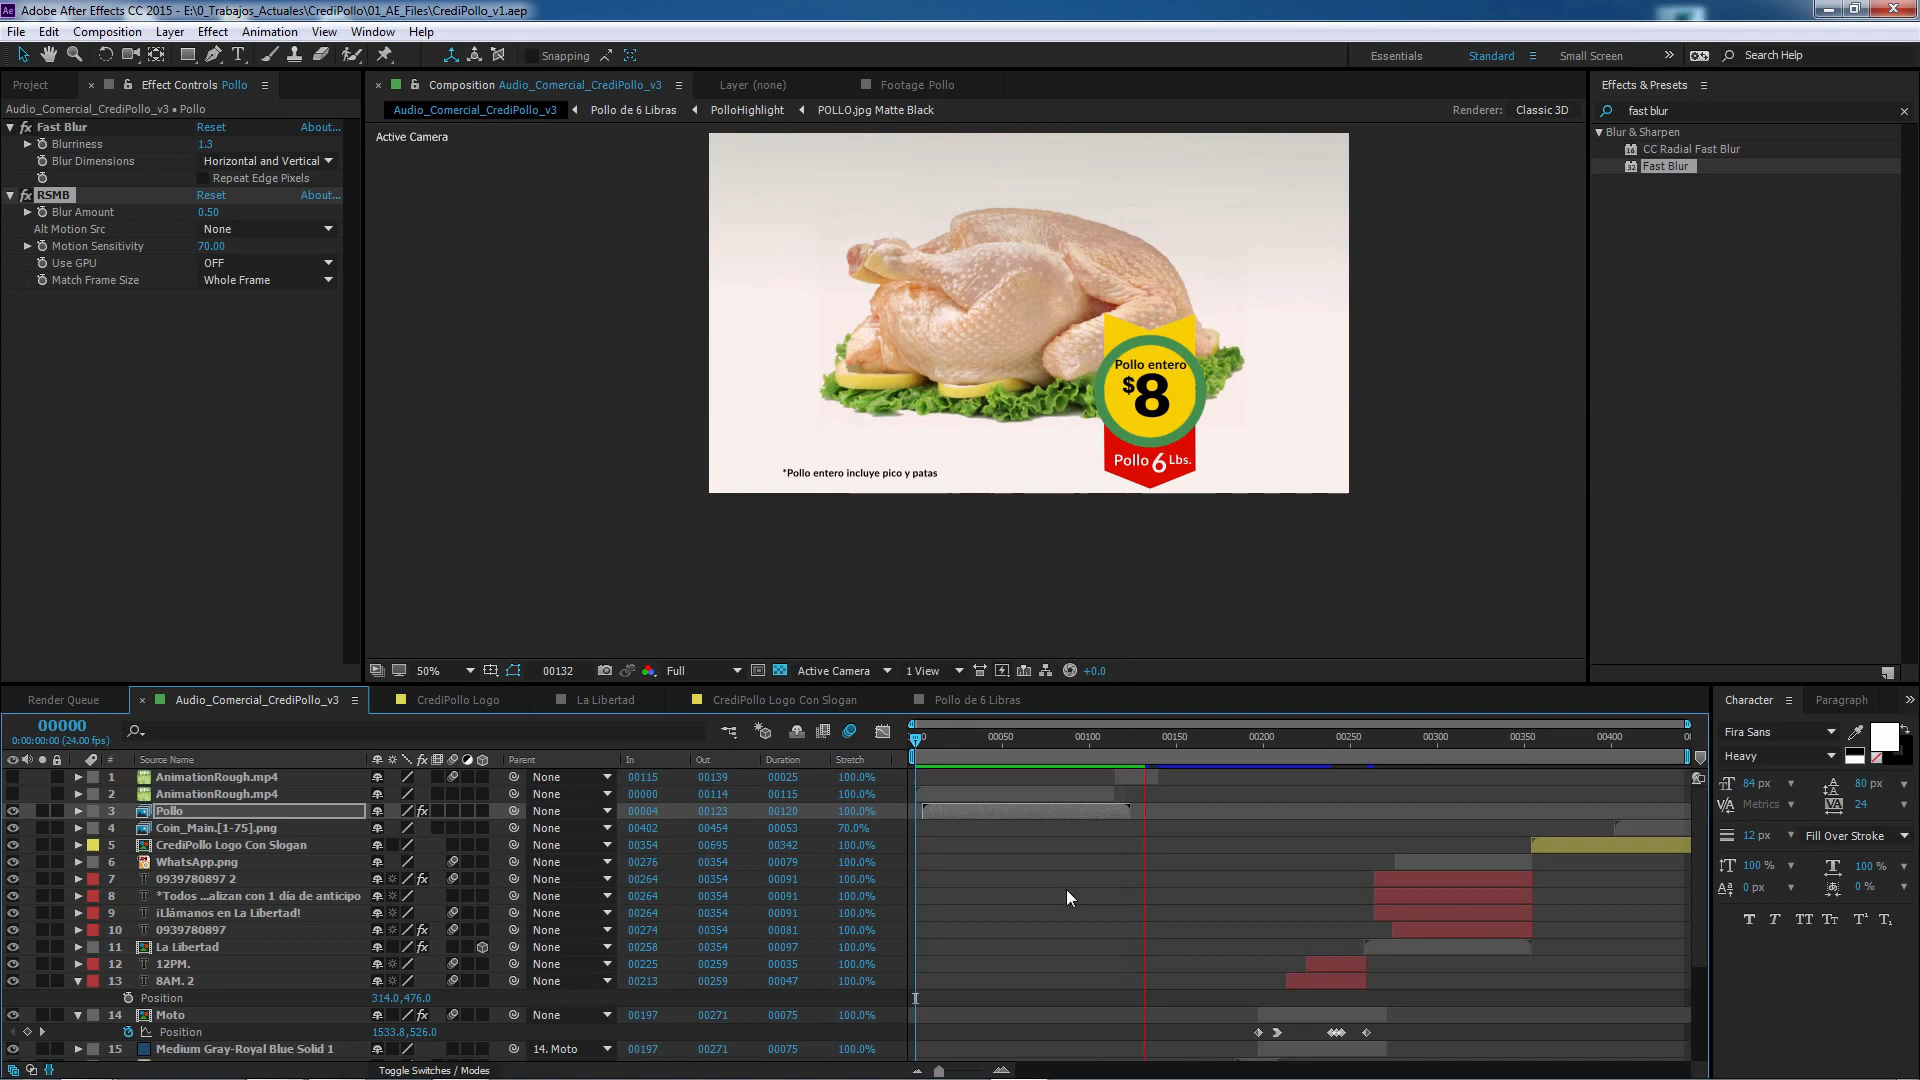 Adobe After Effects CC 2015 - E:\0_Trabajos_Actuales\CrediPollo\01_AE_Files\CrediPollo_v1.aep
File Edit Composition Layer Effect Animation View Window Help
Snapping Essentials Standard Small Screen Search Help
Project Effect Controls Pollo Composition Audio_Comercial_CrediPollo_v3 Layer (none) Footage Pollo Effects & Presets
Audio_Comercial_CrediPollo_v3 • Pollo Audio_Comercial_CrediPollo_v3 Pollo de 6 Libras PolloHighlight POLLO.jpg Matte Black Renderer: Classic 3D fast blur
fx Fast Blur Reset About... Active Camera Blur & Sharpen
Blurriness 1.3 CC Radial Fast Blur
Blur Dimensions Horizontal and Vertical Fast Blur
Repeat Edge Pixels
fx RSMB Reset About...
Blur Amount 0.50
Alt Motion Src None
Motion Sensitivity 70.00
Use GPU OFF
Match Frame Size Whole Frame
Pollo entero
$8
Pollo 6 Lbs.
*Pollo entero incluye pico y patas
50% 00132 Full Active Camera 1 View +0.0
Render Queue Audio_Comercial_CrediPollo_v3 CrediPollo Logo La Libertad CrediPollo Logo Con Slogan Pollo de 6 Libras Character Paragraph
00000
0:00:00:00 (24.00 fps)
00050 00100 00150 00200 00250 00300 00350 00400
# Source Name fx Parent In Out Duration Stretch
1 AnimationRough.mp4 None 00115 00139 00025 100.0%
2 AnimationRough.mp4 None 00000 00114 00115 100.0%
3 Pollo fx None 00004 00123 00120 100.0%
4 Coin_Main.[1-75].png None 00402 00454 00053 70.0%
5 CrediPollo Logo Con Slogan None 00354 00695 00342 100.0%
6 WhatsApp.png None 00276 00354 00079 100.0%
7 T 0939780897 2 fx None 00264 00354 00091 100.0%
8 T *Todos ...alizan con 1 día de anticipo None 00264 00354 00091 100.0%
9 T ¡Llámanos en La Libertad! None 00264 00354 00091 100.0%
10 T 0939780897 fx None 00274 00354 00081 100.0%
11 La Libertad fx None 00258 00354 00097 100.0%
12 T 12PM. None 00225 00259 00035 100.0%
13 T 8AM. 2 None 00213 00259 00047 100.0%
Position 314.0,476.0
14 Moto fx None 00197 00271 00075 100.0%
Position 1533.8,526.0
15 Medium Gray-Royal Blue Solid 1 14. Moto 00197 00271 00075 100.0%
Toggle Switches / Modes
Fira Sans
Heavy
84 px 80 px
Metrics 24
12 px Fill Over Stroke
100 % 100 %
0 px 0 %
T T TT Tt T¹ T₁